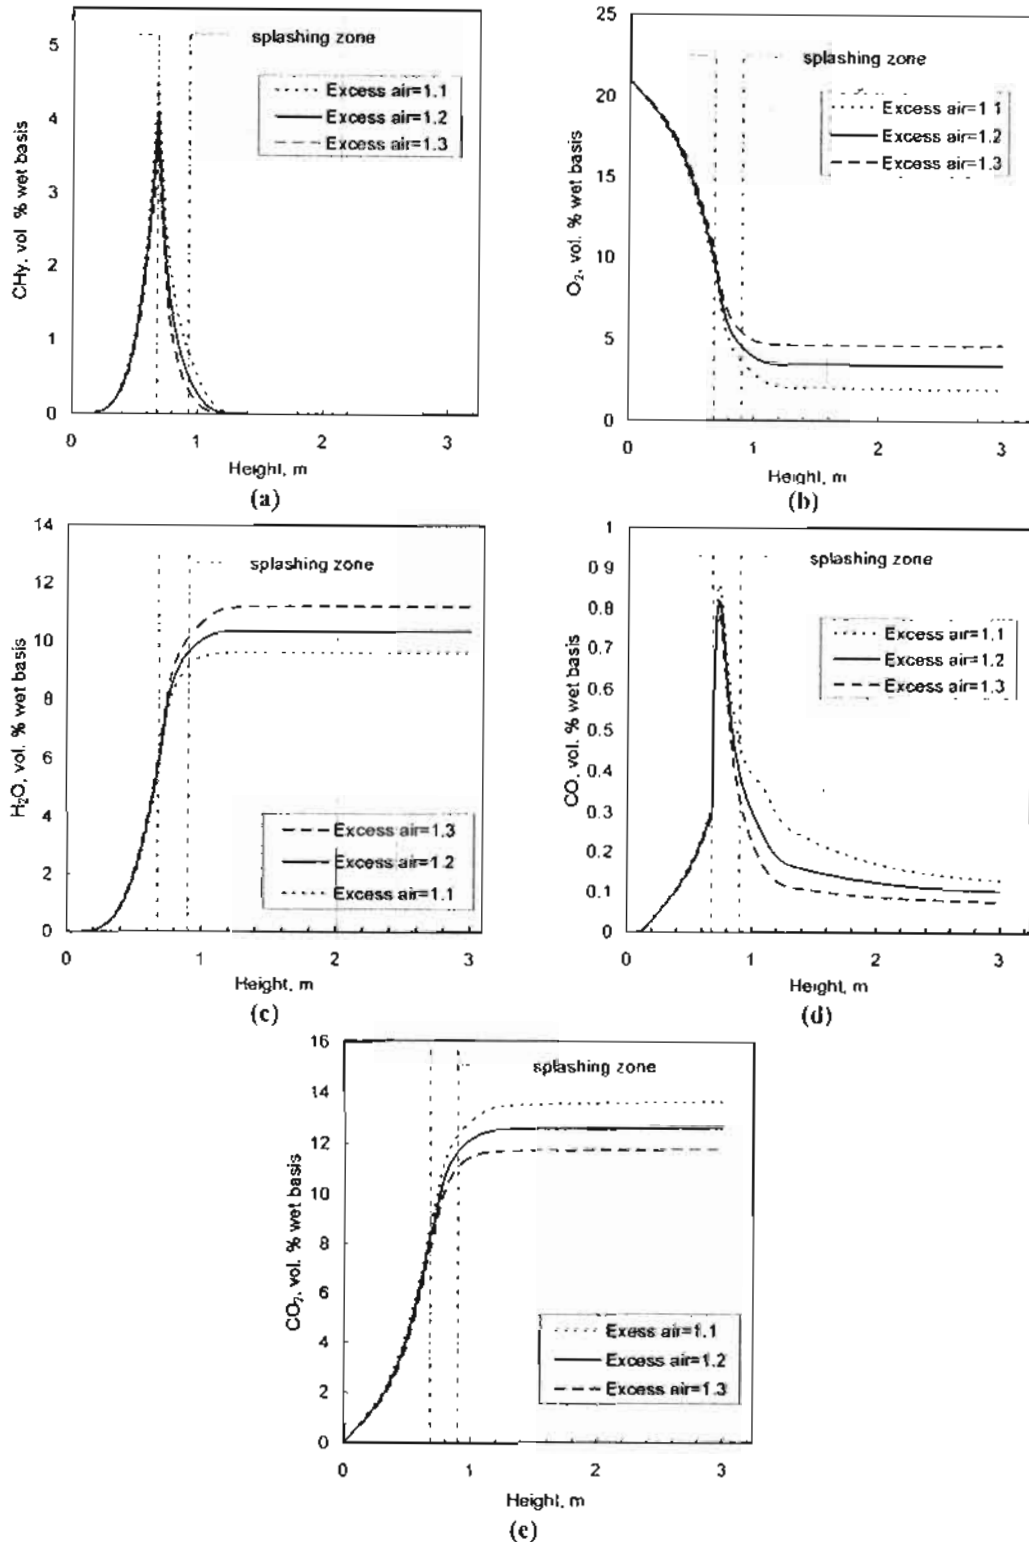 5
4
3
2
1
0
CHy, vol. % wet basis
splashing zone
Excess air=1.1
Excess air=1.2
Excess air=1.3
0 1 2 3
Height, m
(a)
25
20
15
10
5
0
O2, vol. % wet basis
splashing zone
Excess air=1 1
Excess air=1.2
Excess air=1.3
0 1 2 3
Height, m
(b)
14
12
10
8
6
4
2
0
H2O, vol. % wet basis
splashing zone
Excess air=1.3
Excess air=1.2
Excess air=1.1
0 1 2 3
Height, m
(c)
1
0 9
0.8
0.7
0.6
0.5
0.4
0.3
0.2
0.1
0
CO, vol. % wet basis
splashing zone
Excess air=1.1
Excess air=1.2
Excess air=1.3
0 1 2 3
Height, m
(d)
16
14
12
10
8
6
4
2
0
CO2, vol. % wet basis
splashing zone
Exess air=1.1
Excess air=1.2
Excess air=1.3
0 1 2 3
Height, m
(e)